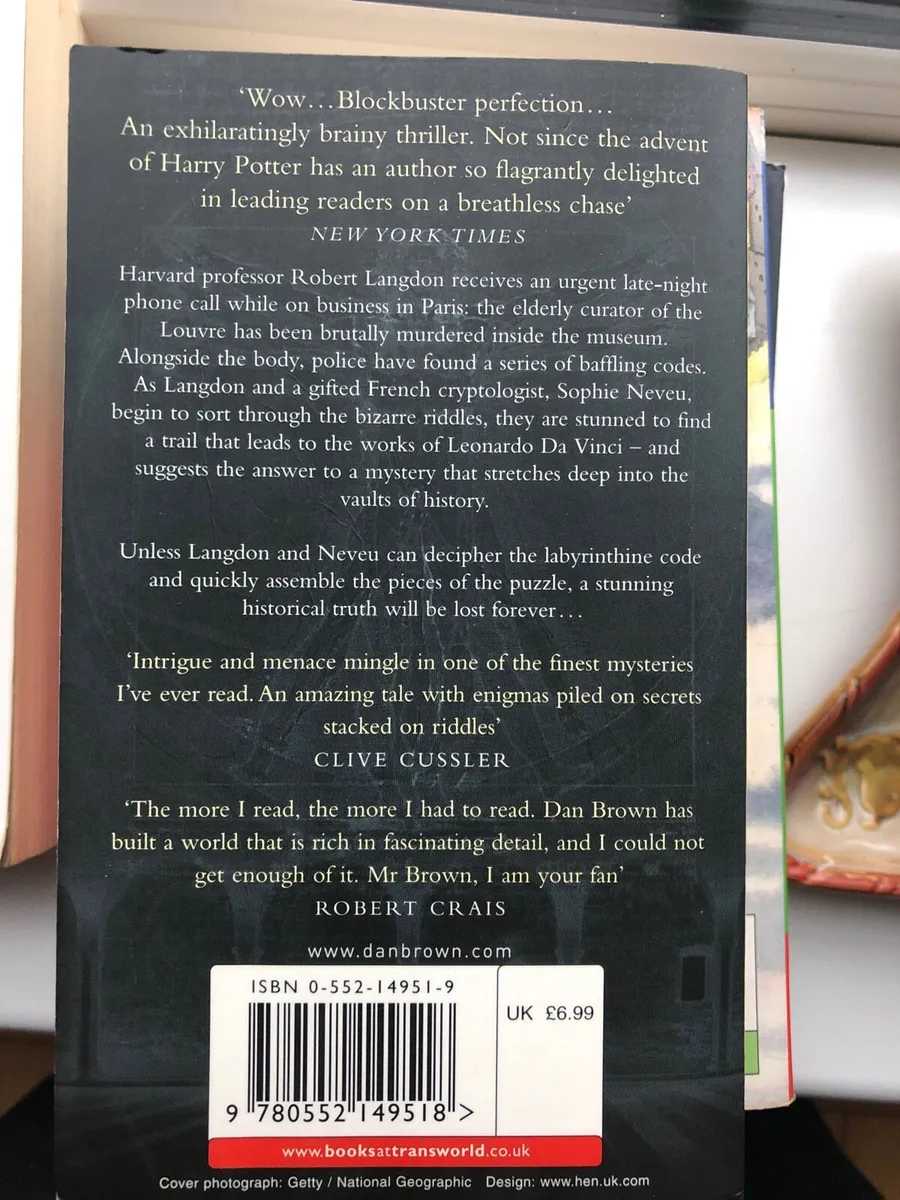 ‘Wow...Blockbuster perfection...
An exhilaratingly brainy thriller. Not since the advent
of Harry Potter has an author so flagrantly delighted
in leading readers on a breathless chase’
NEW YORK TIMES
Harvard professor Robert Langdon receives an urgent late-night
phone call while on business in Paris: the elderly curator of the
Louvre has been brutally murdered inside the museum.
Alongside the body, police have found a series of baffling codes.
As Langdon and a gifted French cryptologist, Sophie Neveu,
begin to sort through the bizarre riddles, they are stunned to find
a trail that leads to the works of Leonardo Da Vinci – and
suggests the answer to a mystery that stretches deep into the
vaults of history.
Unless Langdon and Neveu can decipher the labyrinthine code
and quickly assemble the pieces of the puzzle, a stunning
historical truth will be lost forever...
‘Intrigue and menace mingle in one of the finest mysteries
I’ve ever read. An amazing tale with enigmas piled on secrets
stacked on riddles’
CLIVE CUSSLER
‘The more I read, the more I had to read. Dan Brown has
built a world that is rich in fascinating detail, and I could not
get enough of it. Mr Brown, I am your fan’
ROBERT CRAIS
www.danbrown.com
ISBN 0-552-14951-9
UK £6.99
9 780552 149518 >
www.booksattransworld.co.uk
Cover photograph: Getty / National Geographic Design: www.hen.uk.com